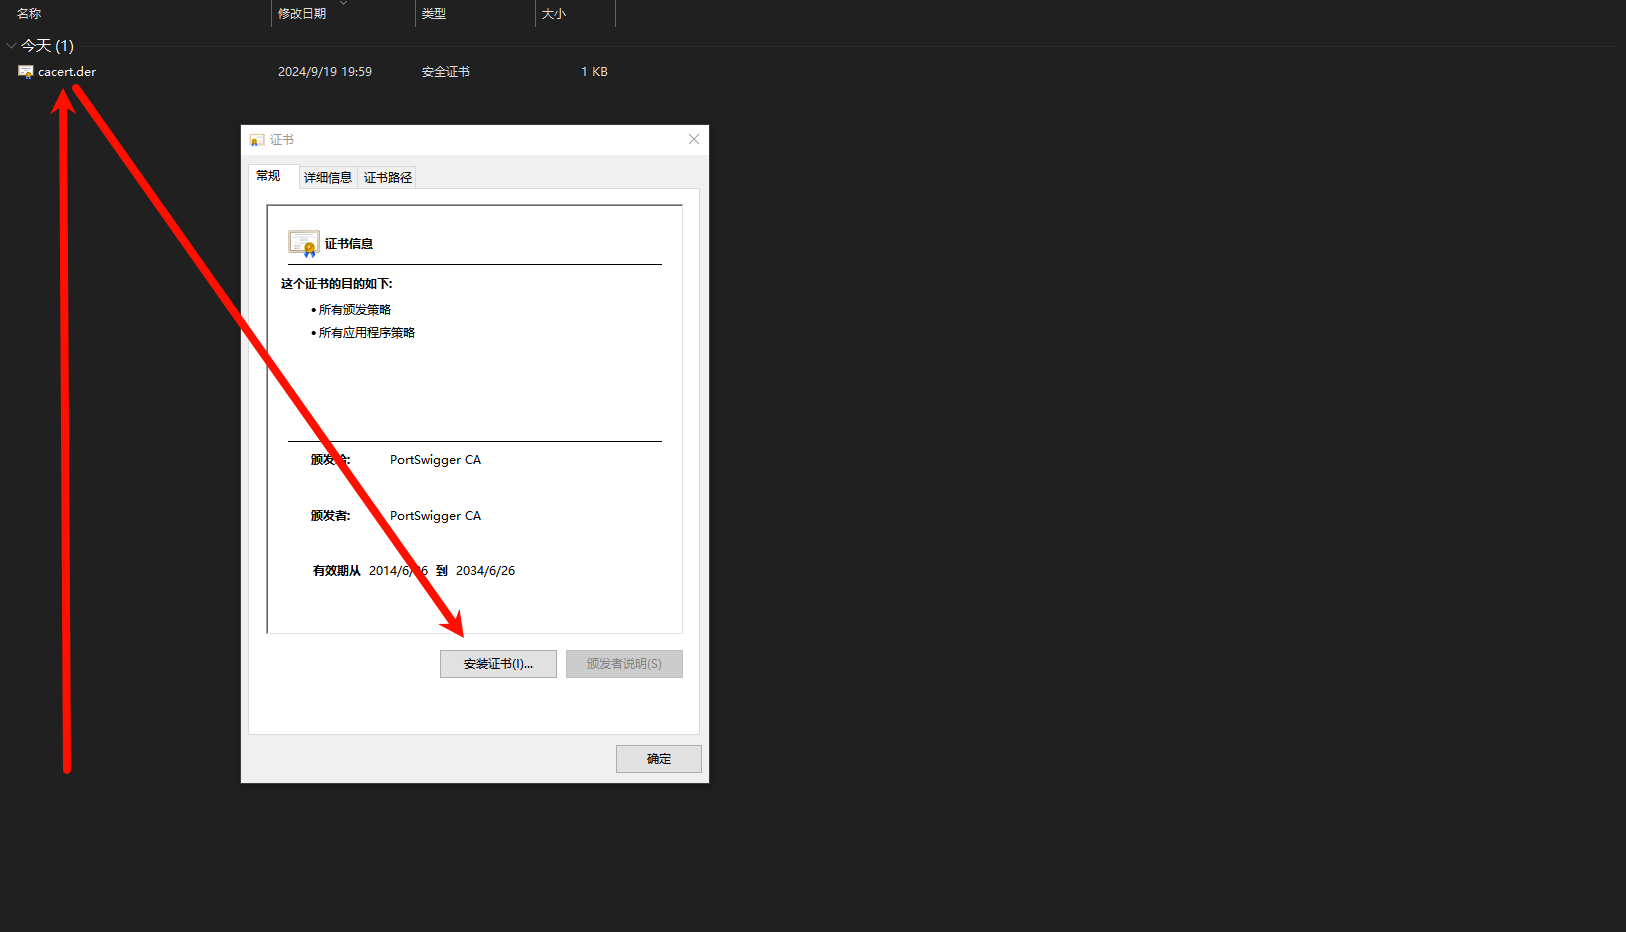 名称 修改日期 类型 大小
今天 (1)
cacert.der 2024/9/19 19:59 安全证书 1 KB
证书
常规 详细信息 证书路径
证书信息
这个证书的目的如下:
• 所有颁发策略
• 所有应用程序策略
颁发给: PortSwigger CA
颁发者: PortSwigger CA
有效期从 2014/6/26 到 2034/6/26
安装证书(I)... 颁发者说明(S)
确定